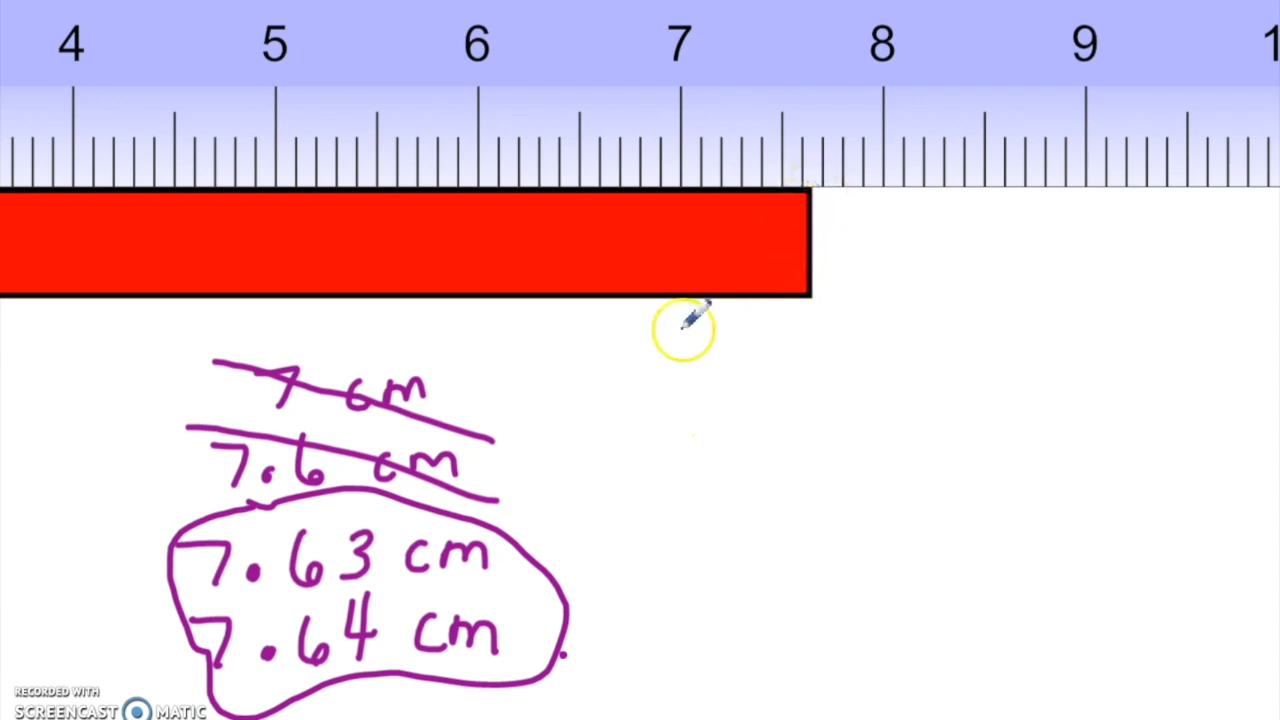 4 5 6 7 8 9 1
7 cm
7.6 cm
7.63 cm
7.64 cm
RECORDED WITH
SCREENCAST MATIC